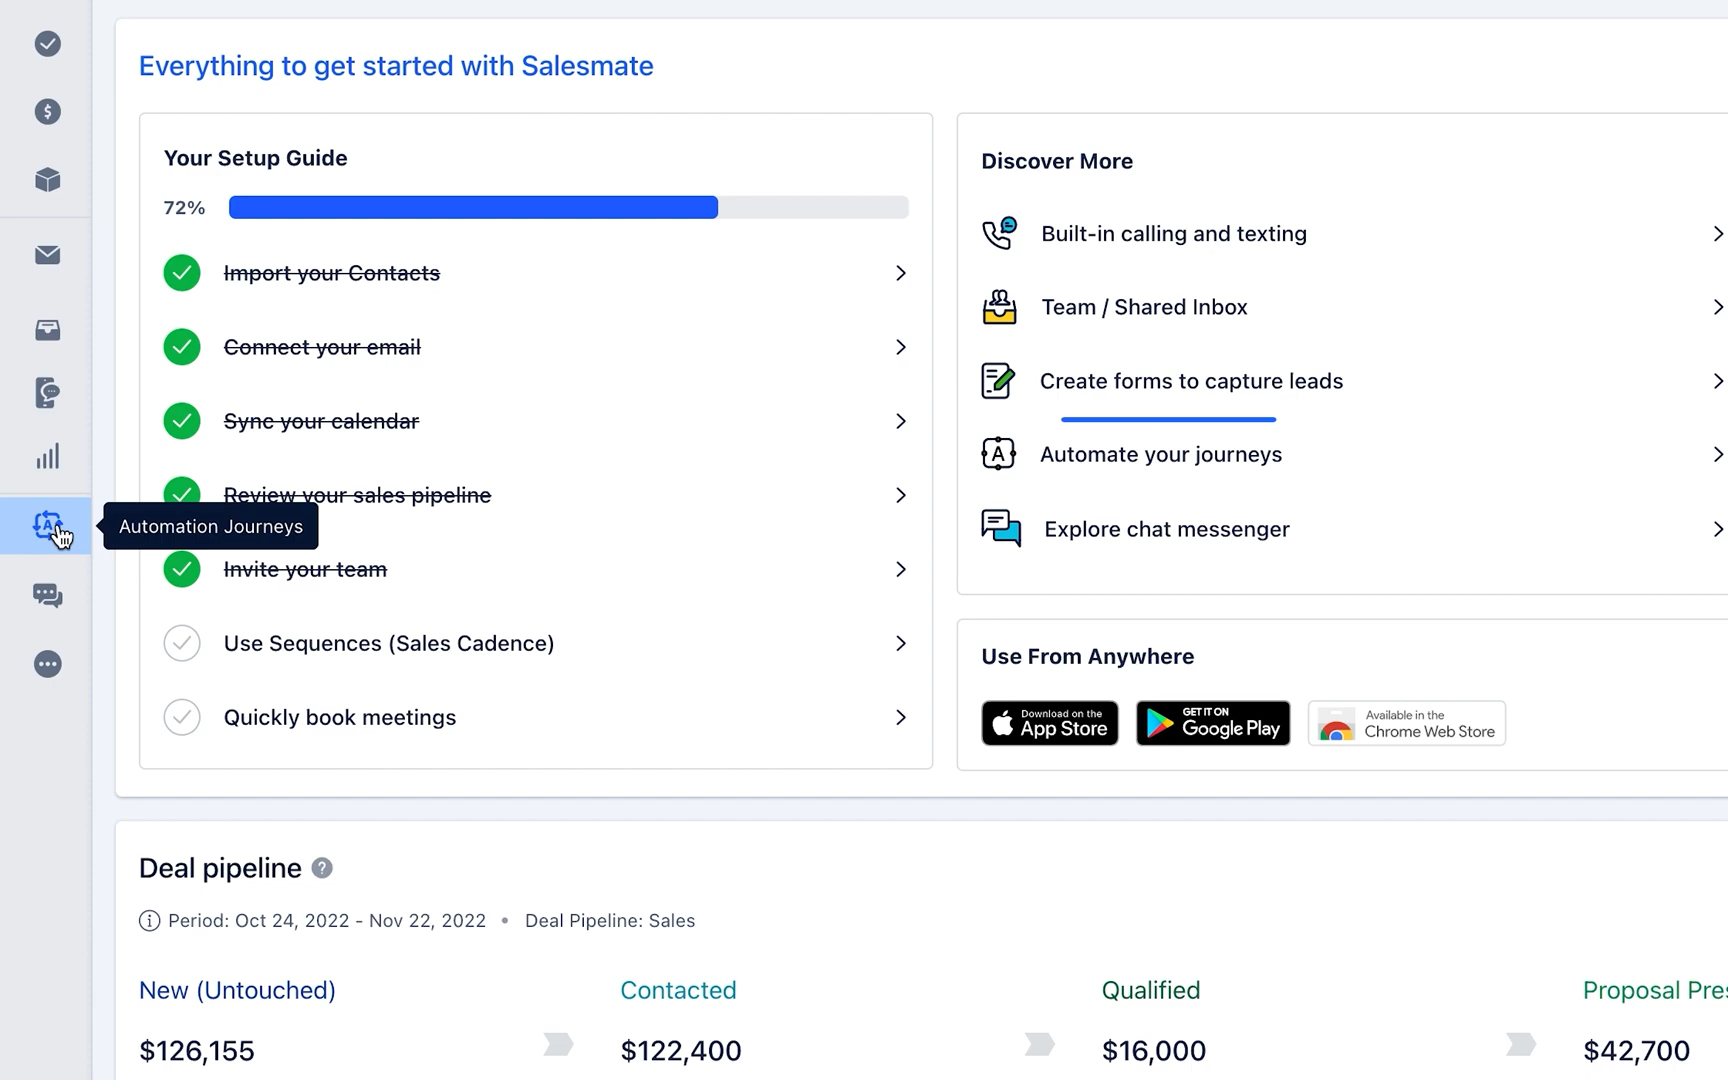 Everything to get started with Salesmate
Your Setup Guide
72%
Import your Contacts
Connect your email
Sync your calendar
Review your sales pipeline
Automation Journeys
Invite your team
Use Sequences (Sales Cadence)
Quickly book meetings
Discover More
Built-in calling and texting
Team / Shared Inbox
Create forms to capture leads
Automate your journeys
Explore chat messenger
Use From Anywhere
Download on the
App Store
GET IT ON
Google Play
Available in the
Chrome Web Store
Deal pipeline ?
Period: Oct 24, 2022 - Nov 22, 2022 • Deal Pipeline: Sales
New (Untouched)
$126,155
Contacted
$122,400
Qualified
$16,000
Proposal Pres
$42,700